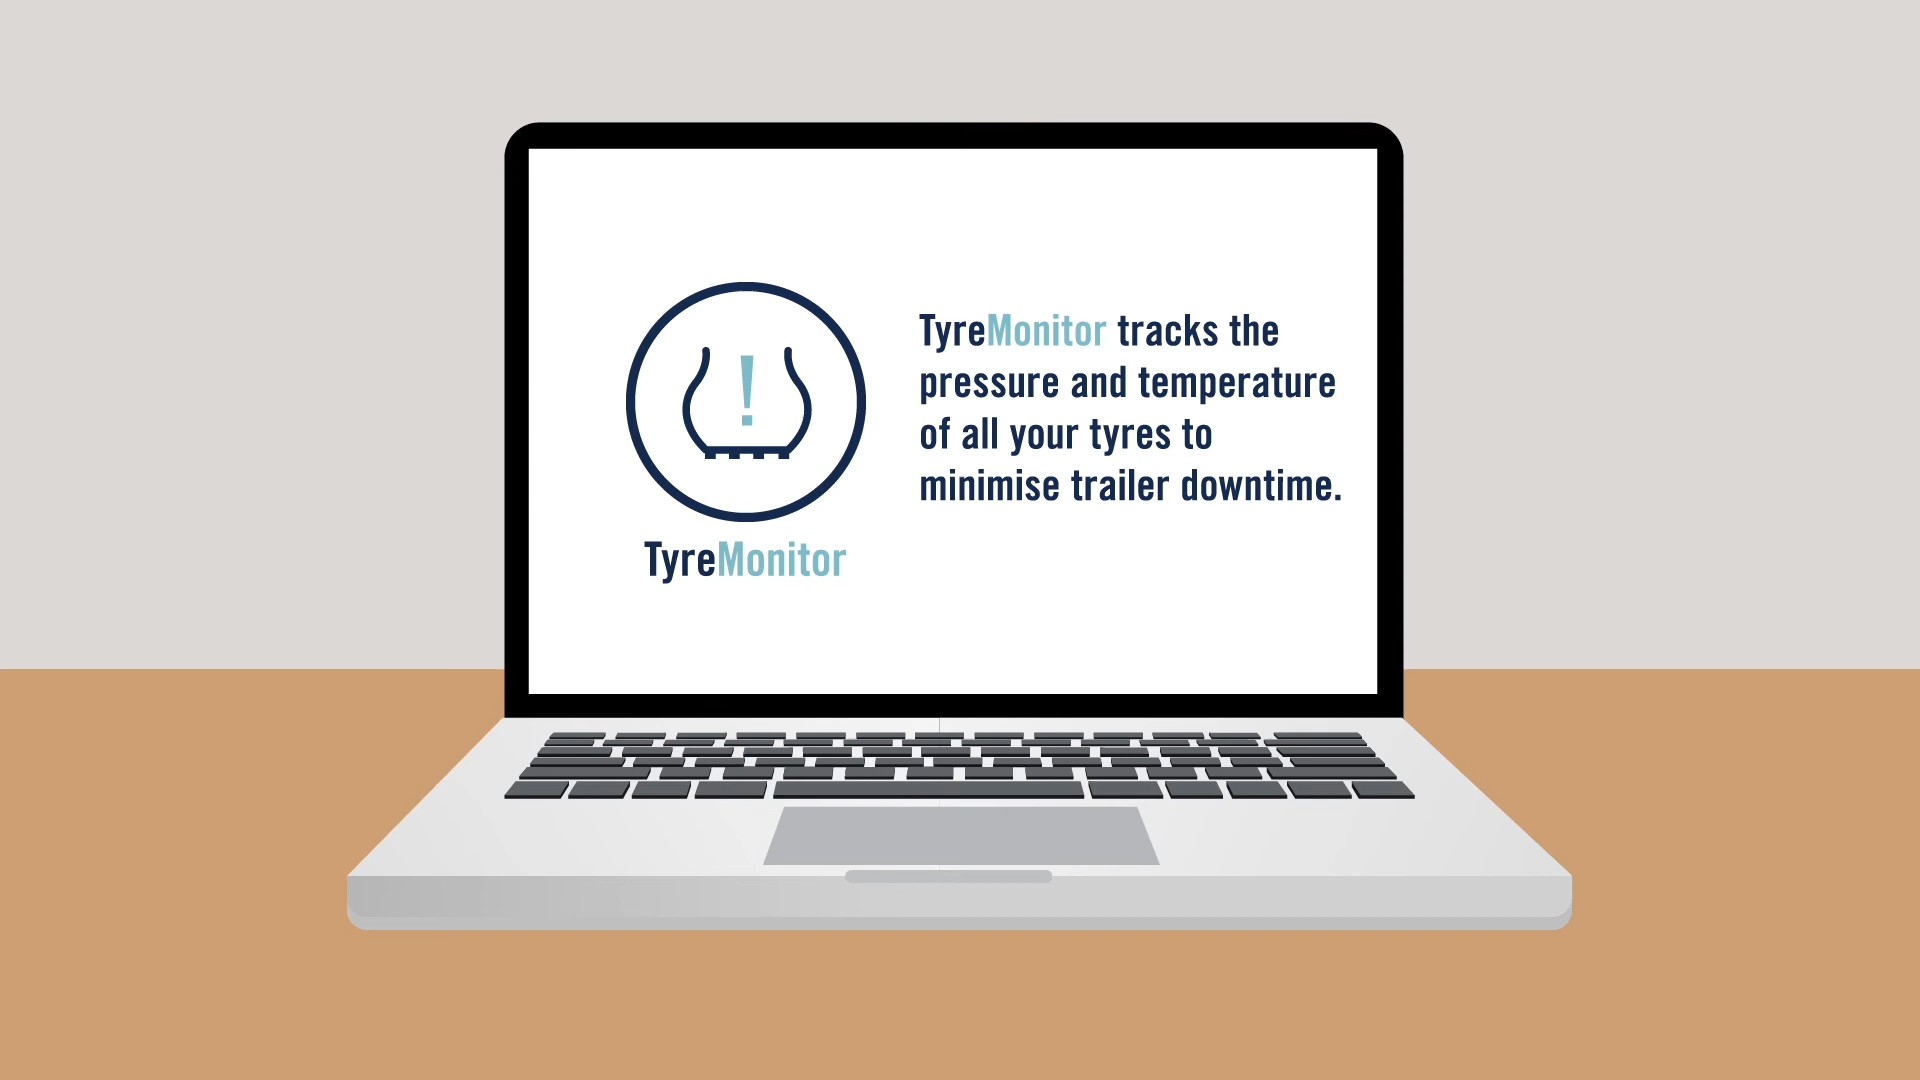 TyreMonitor tracks the
pressure and temperature
of all your tyres to
minimise trailer downtime.
!
TyreMonitor